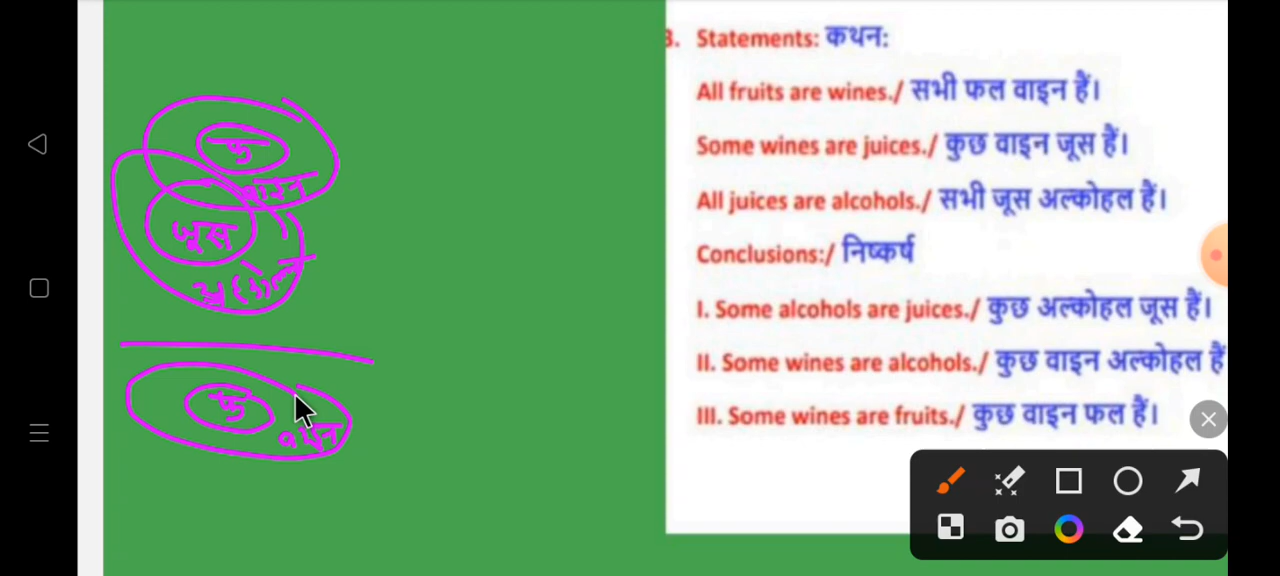 3. Statements: कथन:
All fruits are wines./ सभी फल वाइन हैं।
Some wines are juices./ कुछ वाइन जूस हैं।
All juices are alcohols./ सभी जूस अल्कोहल हैं।
Conclusions:/ निष्कर्ष
I. Some alcohols are juices./ कुछ अल्कोहल जूस हैं।
II. Some wines are alcohols./ कुछ वाइन अल्कोहल हैं
III. Some wines are fruits./ कुछ वाइन फल हैं।
फ
वाइन
जूस
फ